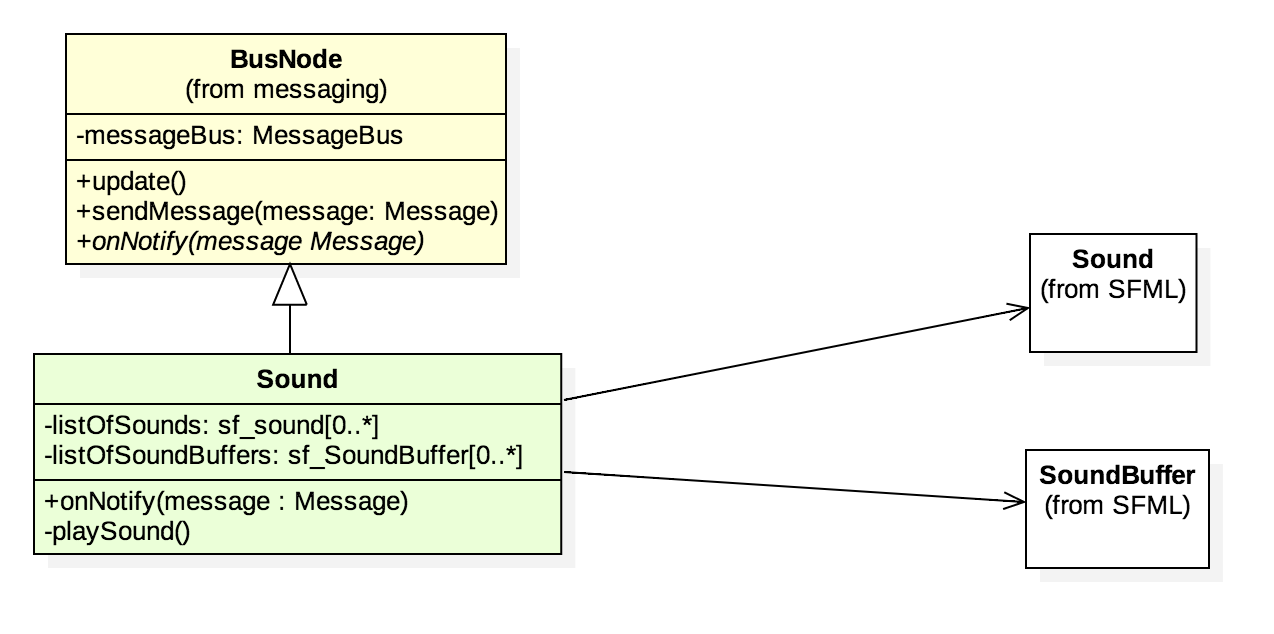 BusNode
(from messaging)
-messageBus: MessageBus
+update()
+sendMessage(message: Message)
+onNotify(message Message)
Sound
(from SFML)
Sound
-listOfSounds: sf_sound[0..*]
-listOfSoundBuffers: sf_SoundBuffer[0..*]
+onNotify(message : Message)
-playSound()
SoundBuffer
(from SFML)